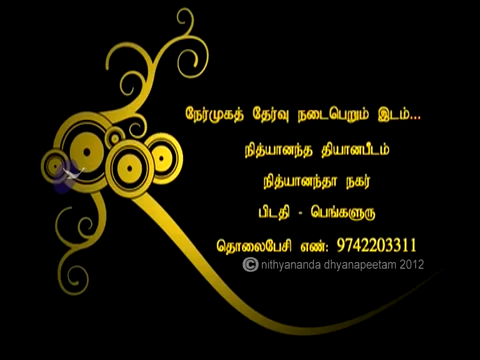 நேர்முகத் தேர்வு நடைபெறும் இடம்...
நித்யானந்த தியானபீடம்
நித்யானந்தா நகர்
பிடதி - பெங்களுரு
தொலைபேசி எண்: 9742203311
© nithyananda dhyanapeetam 2012